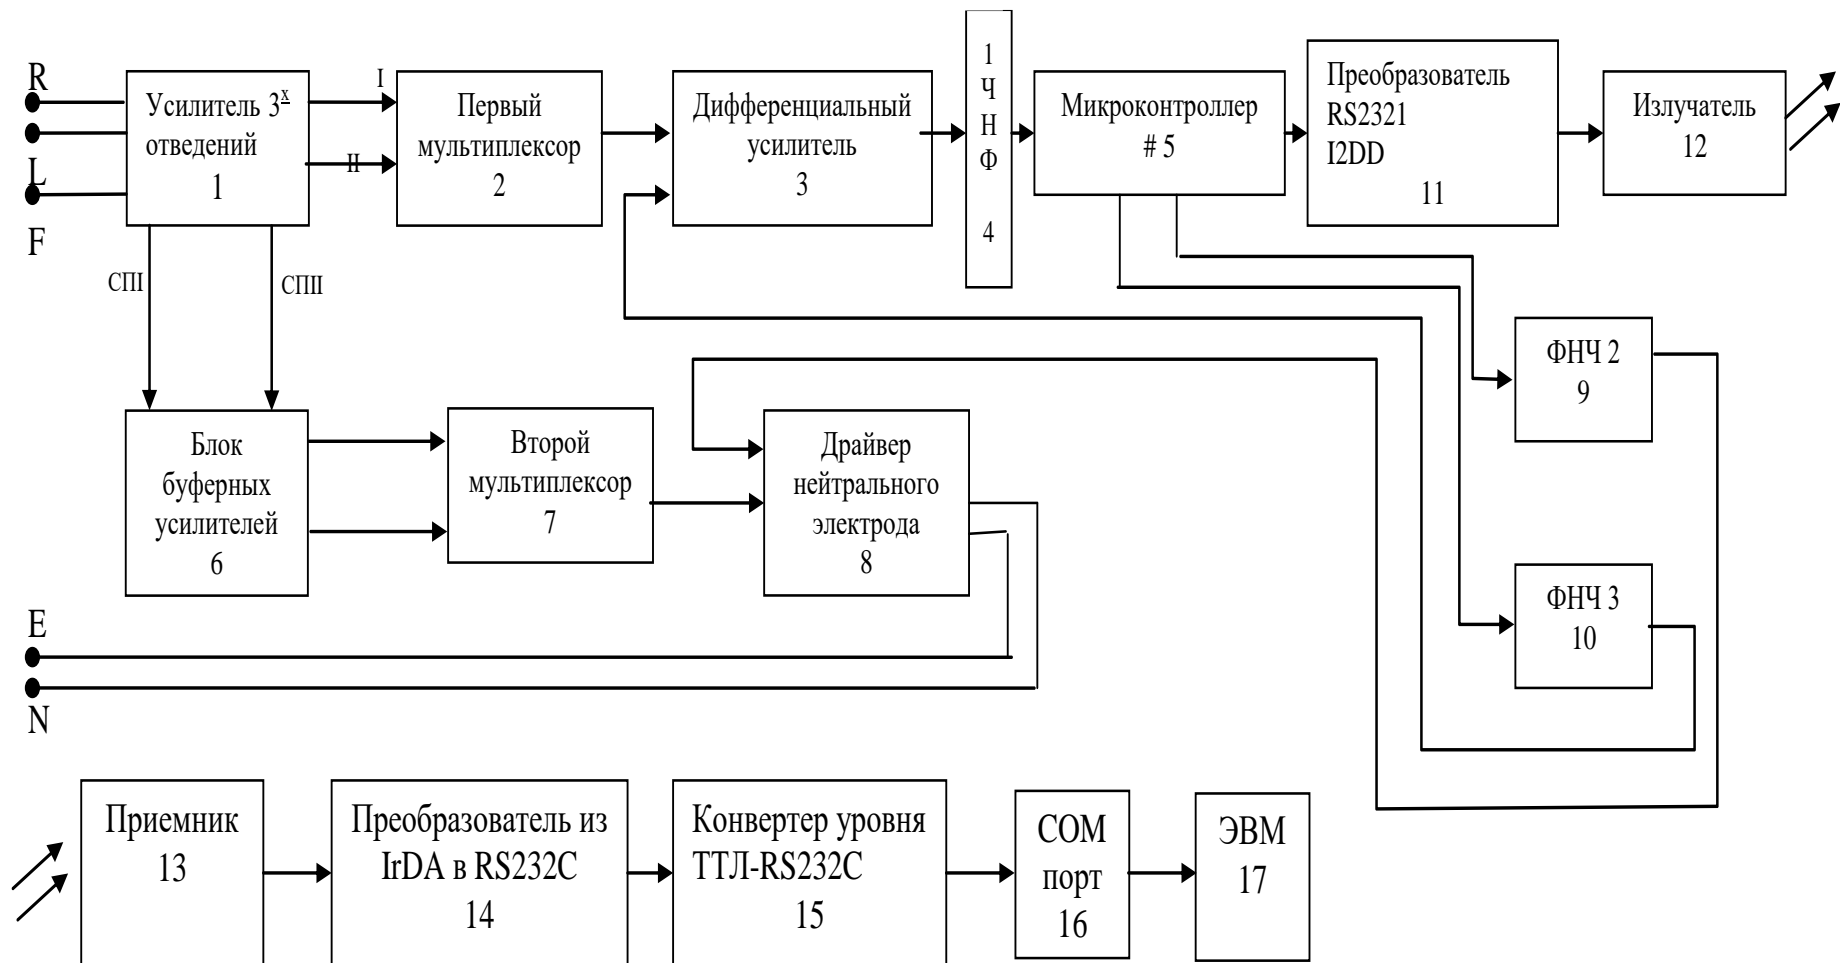 R
L
F
Усилитель 3х
отведений
1
I
II
Первый
мультиплексор
2
Дифференциальный
усилитель
3
1
Ч
Н
Ф
4
Микроконтроллер
# 5
Преобразователь
RS2321
I2DD
11
Излучатель
12
СПI
СПII
ФНЧ 2
9
Блок
буферных
усилителей
6
Второй
мультиплексор
7
Драйвер
нейтрального
электрода
8
ФНЧ 3
10
E
N
Приемник
13
Преобразователь из
IrDA в RS232C
14
Конвертер уровня
ТТЛ-RS232C
15
COM
порт
16
ЭВМ
17